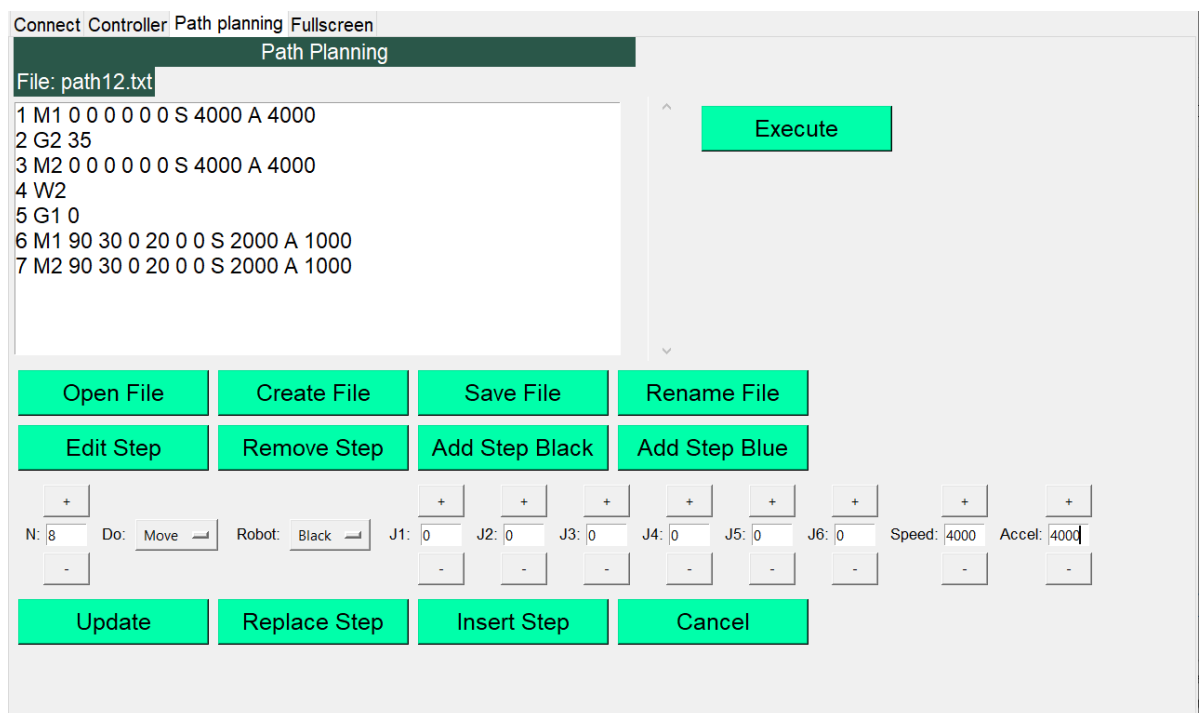 Connect Controller Path planning Fullscreen
Path Planning
File: path12.txt
1 M1 0 0 0 0 0 0 S 4000 A 4000
2 G2 35
3 M2 0 0 0 0 0 0 S 4000 A 4000
4 W2
5 G1 0
6 M1 90 30 0 20 0 0 S 2000 A 1000
7 M2 90 30 0 20 0 0 S 2000 A 1000
Execute
Open File Create File Save File Rename File
Edit Step Remove Step Add Step Black Add Step Blue
+ + + + + + + + +
N: 8 Do: Move Robot: Black J1: 0 J2: 0 J3: 0 J4: 0 J5: 0 J6: 0 Speed: 4000 Accel: 4000
- - - - - - - - -
Update Replace Step Insert Step Cancel